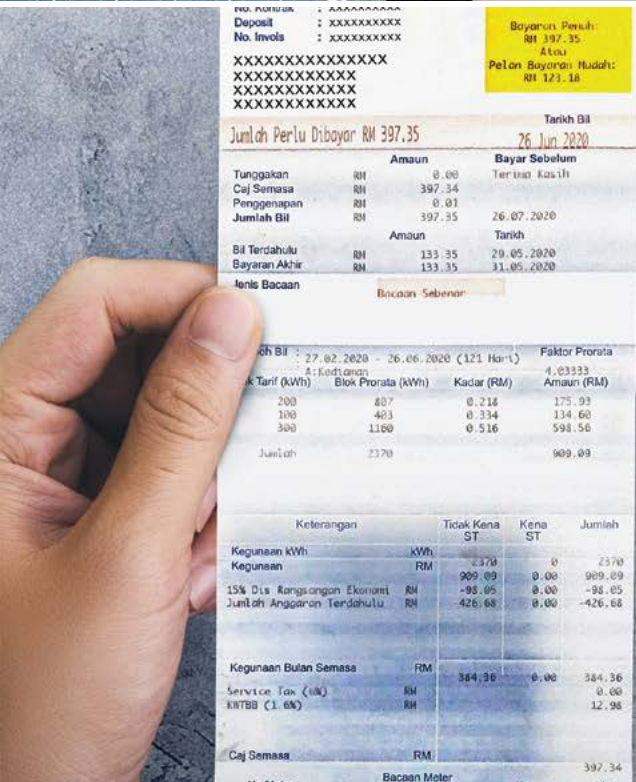 No. Kontrak : xxxxxxxxxx
Deposit : xxxxxxxxxx
No. Invois : xxxxxxxxxx
Bayaran Penuh:
RM 397.35
Atau
Pelan Bayaran Mudah:
RM 123.18
XXXXXXXXXXXXXXX
XXXXXXXXXXXX
XXXXXXXXXXXX
XXXXXXXXXXXX
Tarikh Bil
Jumlah Perlu Dibayar RM 397.35 26 Jun 2020
Amaun Bayar Sebelum
Tunggakan RM 0.00 Terima Kasih
Caj Semasa RM 397.34
Penggenapan RM 0.01
Jumlah Bil RM 397.35 26.07.2020
Amaun Tarikh
Bil Terdahulu RM 133.35 29.05.2020
Bayaran Akhir RM 133.35 31.05.2020
Jenis Bacaan Bacaan Sebenar
oh Bil : 27.02.2020 - 26.06.2020 (121 Hari) Faktor Prorata
A:Kediaman 4.03333
k Tarif (kWh) Blok Prorata (kWh) Kadar (RM) Amaun (RM)
200 807 0.218 175.93
100 403 0.334 134.60
300 1160 0.516 598.56
Jumlah 2370 909.09
Keterangan Tidak Kena ST Kena ST Jumlah
Kegunaan kWh kWh 2370 0 2370
Kegunaan RM 909.09 0.00 909.09
15% Dis Rangsangan Ekonomi RM -98.05 0.00 -98.05
Jumlah Anggaran Terdahulu RM -426.68 0.00 -426.68
Kegunaan Bulan Semasa RM 384.36 0.00 384.36
Service Tax (6%) RM 0.00
KWTBB (1.6%) RM 12.98
Caj Semasa RM 397.34
Bacaan Meter